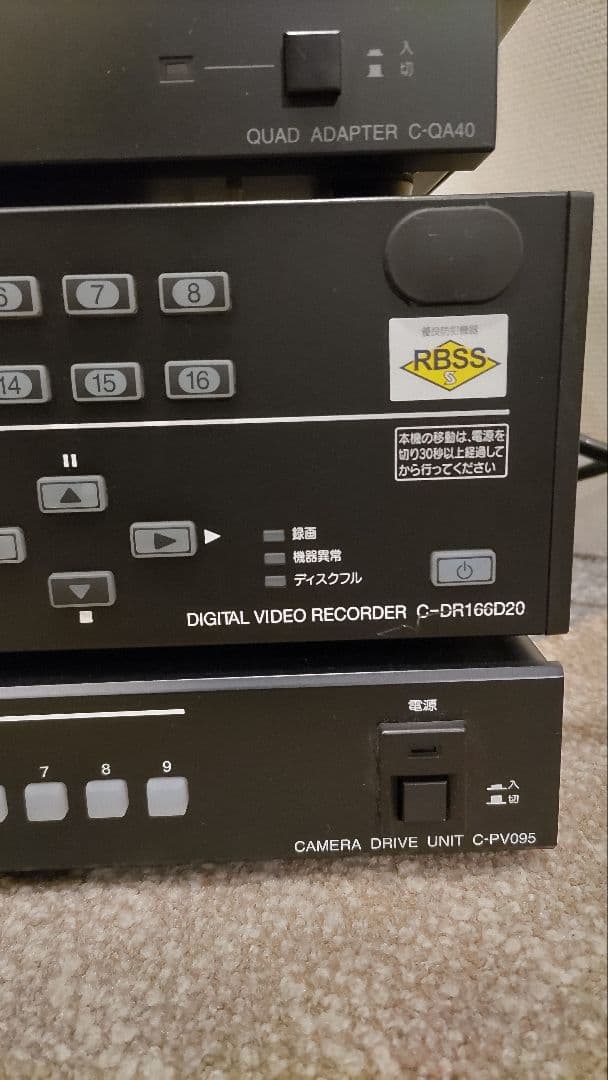 入
切
QUAD ADAPTER C-QA40
6 7 8
優良防犯機器
RBSS
S
14 15 16
本機の移動は、電源を
切り30秒以上経過して
から行ってください
録画
機器異常
ディスクフル
DIGITAL VIDEO RECORDER C-DR166D20
電源
7 8 9
入
切
CAMERA DRIVE UNIT C-PV095